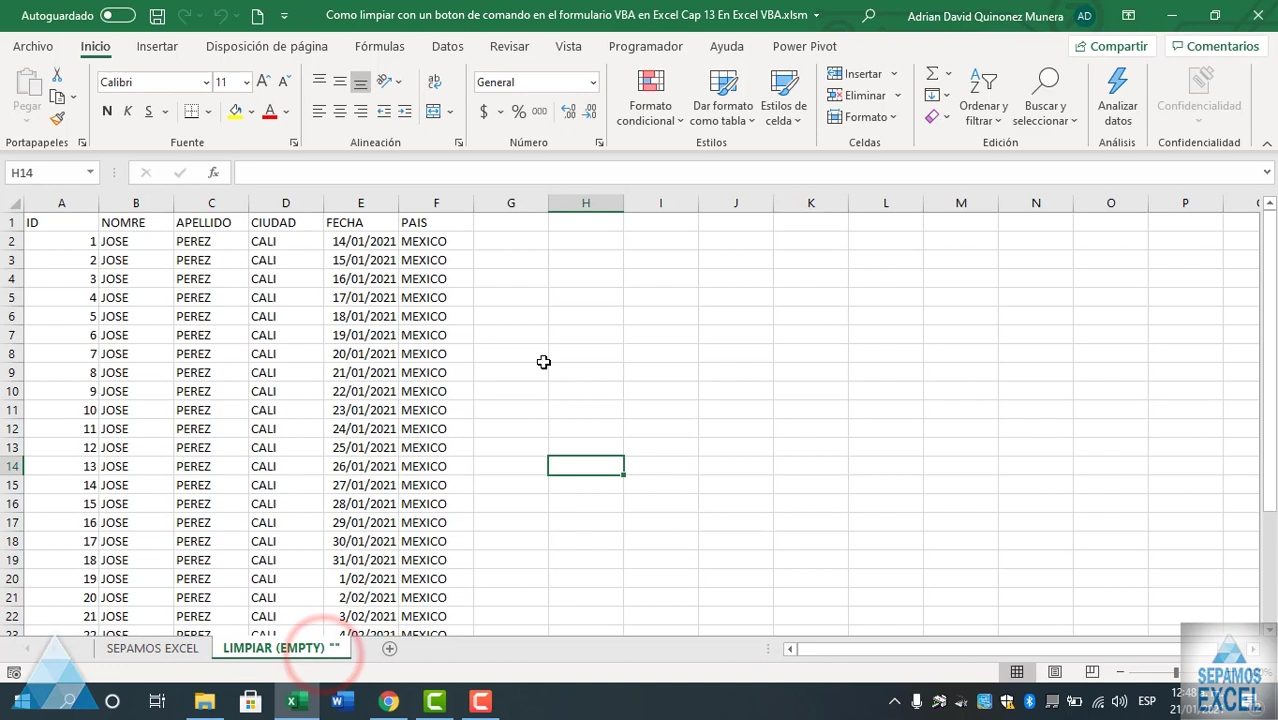 Autoguardado
Como limpiar con un boton de comando en el formulario VBA en Excel Cap 13 En Excel VBA.xlsm
Adrian David Quinonez Munera AD
Archivo Inicio Insertar Disposición de página Fórmulas Datos Revisar Vista Programador Ayuda Power Pivot Compartir Comentarios
Pegar
Calibri 11
N K S
General
$ % 000
Formato condicional
Dar formato como tabla
Estilos de celda
Insertar
Eliminar
Formato
Ordenar y filtrar
Buscar y seleccionar
Analizar datos
Confidencialidad
Portapapeles Fuente Alineación Número Estilos Celdas Edición Análisis Confidencialidad
H14 fx
A B C D E F G H I J K L M N O P
1 ID NOMRE APELLIDO CIUDAD FECHA PAIS
2 1 JOSE PEREZ CALI 14/01/2021 MEXICO
3 2 JOSE PEREZ CALI 15/01/2021 MEXICO
4 3 JOSE PEREZ CALI 16/01/2021 MEXICO
5 4 JOSE PEREZ CALI 17/01/2021 MEXICO
6 5 JOSE PEREZ CALI 18/01/2021 MEXICO
7 6 JOSE PEREZ CALI 19/01/2021 MEXICO
8 7 JOSE PEREZ CALI 20/01/2021 MEXICO
9 8 JOSE PEREZ CALI 21/01/2021 MEXICO
10 9 JOSE PEREZ CALI 22/01/2021 MEXICO
11 10 JOSE PEREZ CALI 23/01/2021 MEXICO
12 11 JOSE PEREZ CALI 24/01/2021 MEXICO
13 12 JOSE PEREZ CALI 25/01/2021 MEXICO
14 13 JOSE PEREZ CALI 26/01/2021 MEXICO
15 14 JOSE PEREZ CALI 27/01/2021 MEXICO
16 15 JOSE PEREZ CALI 28/01/2021 MEXICO
17 16 JOSE PEREZ CALI 29/01/2021 MEXICO
18 17 JOSE PEREZ CALI 30/01/2021 MEXICO
19 18 JOSE PEREZ CALI 31/01/2021 MEXICO
20 19 JOSE PEREZ CALI 1/02/2021 MEXICO
21 20 JOSE PEREZ CALI 2/02/2021 MEXICO
22 21 JOSE PEREZ CALI 3/02/2021 MEXICO
23 22 JOSE PEREZ CALI 4/02/2021 MEXICO
SEPAMOS EXCEL LIMPIAR (EMPTY) ""
ESP
SEPAMOS
EXCEL